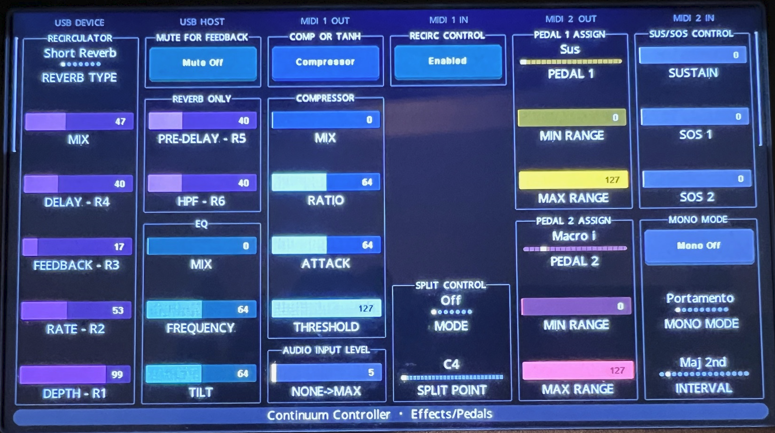 USB DEVICE
USB HOST
MIDI 1 OUT
MIDI 1 IN
MIDI 2 OUT
MIDI 2 IN
RECIRCULATOR
Short Reverb
REVERB TYPE
47
MIX
40
DELAY - R4
17
FEEDBACK - R3
53
RATE - R2
99
DEPTH - R1
MUTE FOR FEEDBACK
Mute Off
REVERB ONLY
40
PRE-DELAY - R5
40
HPF - R6
EQ
0
MIX
64
FREQUENCY
64
TILT
COMP OR TANH
Compressor
COMPRESSOR
0
MIX
64
RATIO
64
ATTACK
127
THRESHOLD
AUDIO INPUT LEVEL
5
NONE->MAX
RECIRC CONTROL
Enabled
SPLIT CONTROL
Off
MODE
C4
SPLIT POINT
PEDAL 1 ASSIGN
Sus
PEDAL 1
0
MIN RANGE
127
MAX RANGE
PEDAL 2 ASSIGN
Macro i
PEDAL 2
0
MIN RANGE
127
MAX RANGE
SUS/SOS CONTROL
0
SUSTAIN
0
SOS 1
0
SOS 2
MONO MODE
Mono Off
Portamento
MONO MODE
Maj 2nd
INTERVAL
Continuum Controller • Effects/Pedals